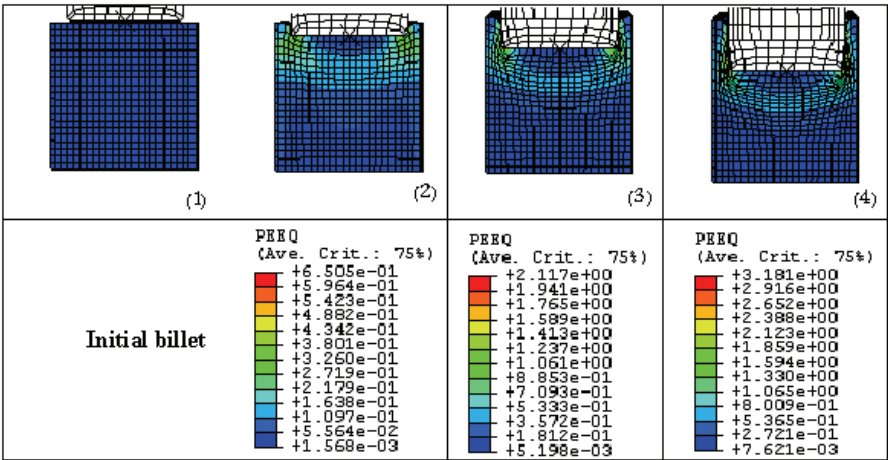 (1)
(2)
(3)
(4)
Initial billet
PEEQ
(Ave. Crit.: 75%)
+6.505e-01
+5.964e-01
+5.423e-01
+4.882e-01
+4.342e-01
+3.801e-01
+3.260e-01
+2.719e-01
+2.179e-01
+1.638e-01
+1.097e-01
+5.564e-02
+1.568e-03
PEEQ
(Ave. Crit.: 75%)
+2.117e+00
+1.941e+00
+1.765e+00
+1.589e+00
+1.413e+00
+1.237e+00
+1.061e+00
+8.853e-01
+7.093e-01
+5.333e-01
+3.572e-01
+1.812e-01
+5.198e-03
PEEQ
(Ave. Crit.: 75%)
+3.181e+00
+2.916e+00
+2.652e+00
+2.388e+00
+2.123e+00
+1.859e+00
+1.594e+00
+1.330e+00
+1.065e+00
+8.009e-01
+5.365e-01
+2.721e-01
+7.621e-03